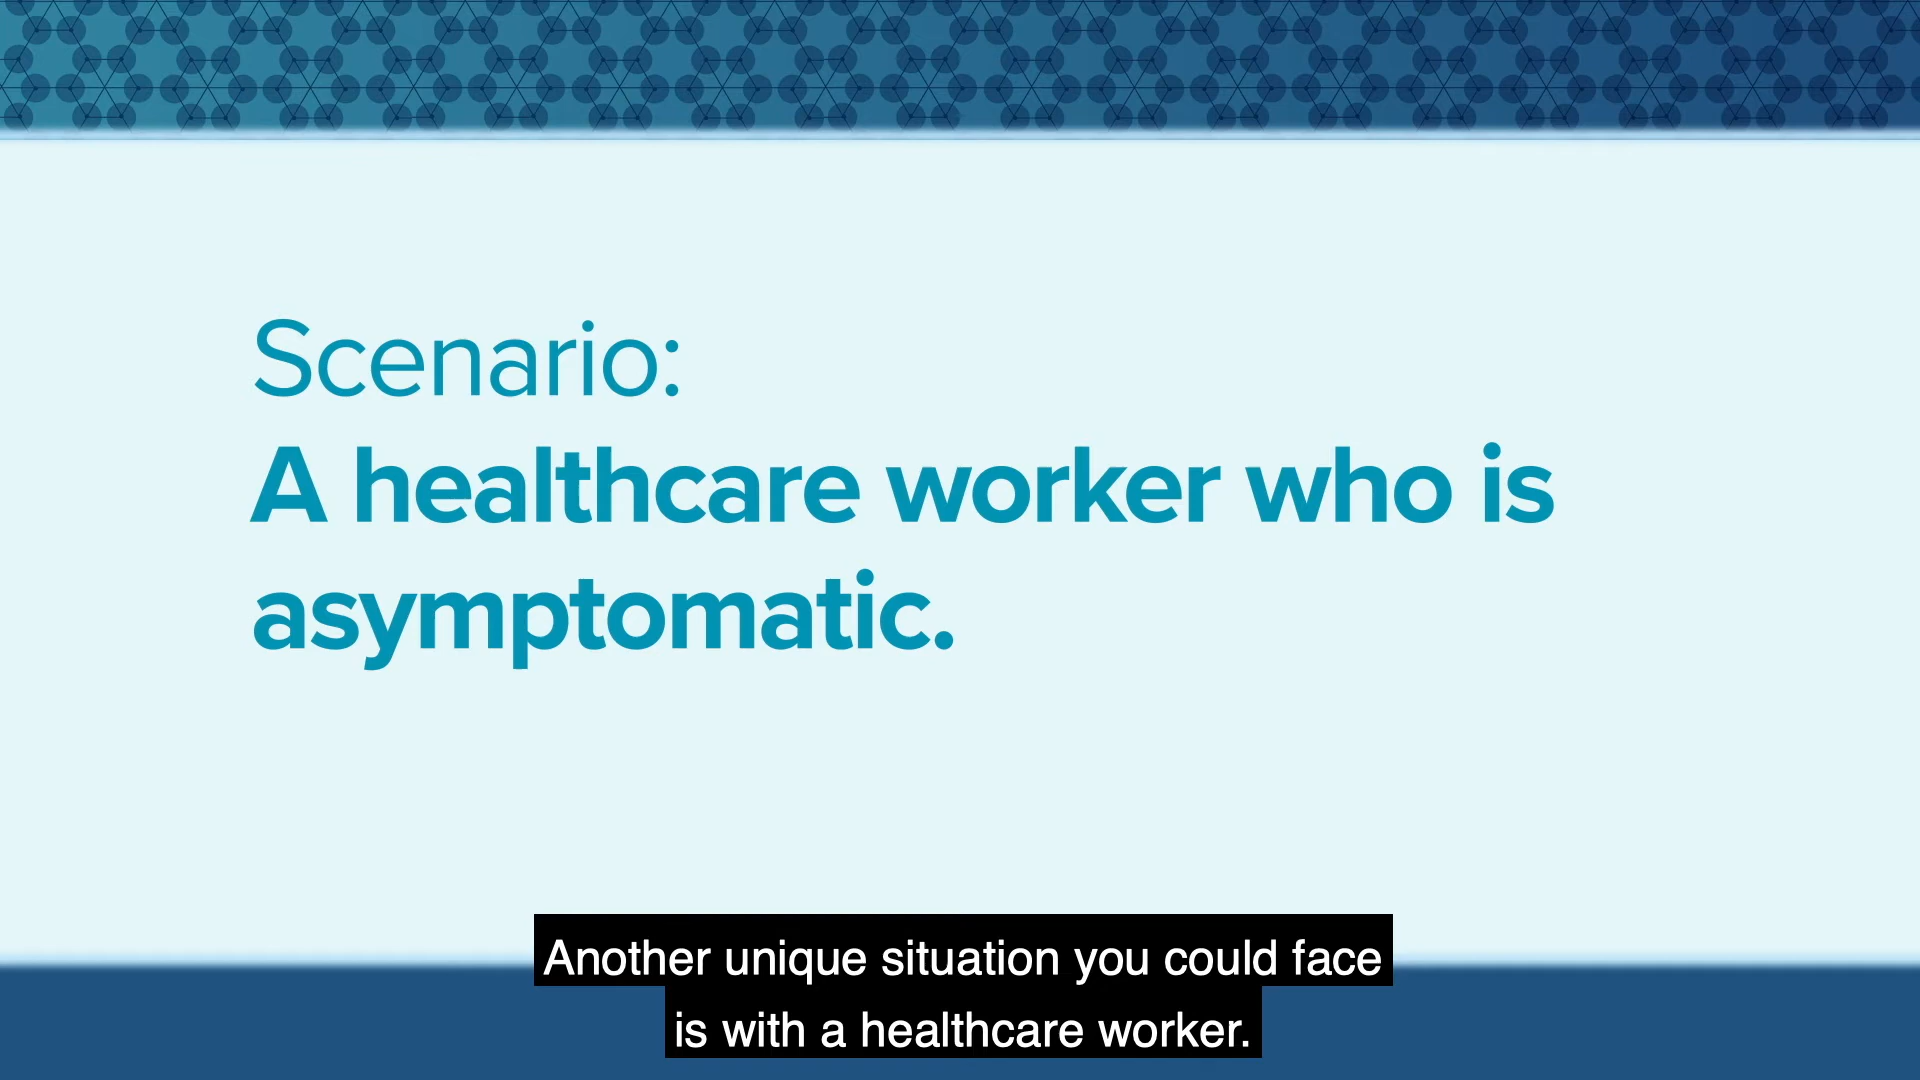 Scenario:
A healthcare worker who is
asymptomatic.
Another unique situation you could face
is with a healthcare worker.